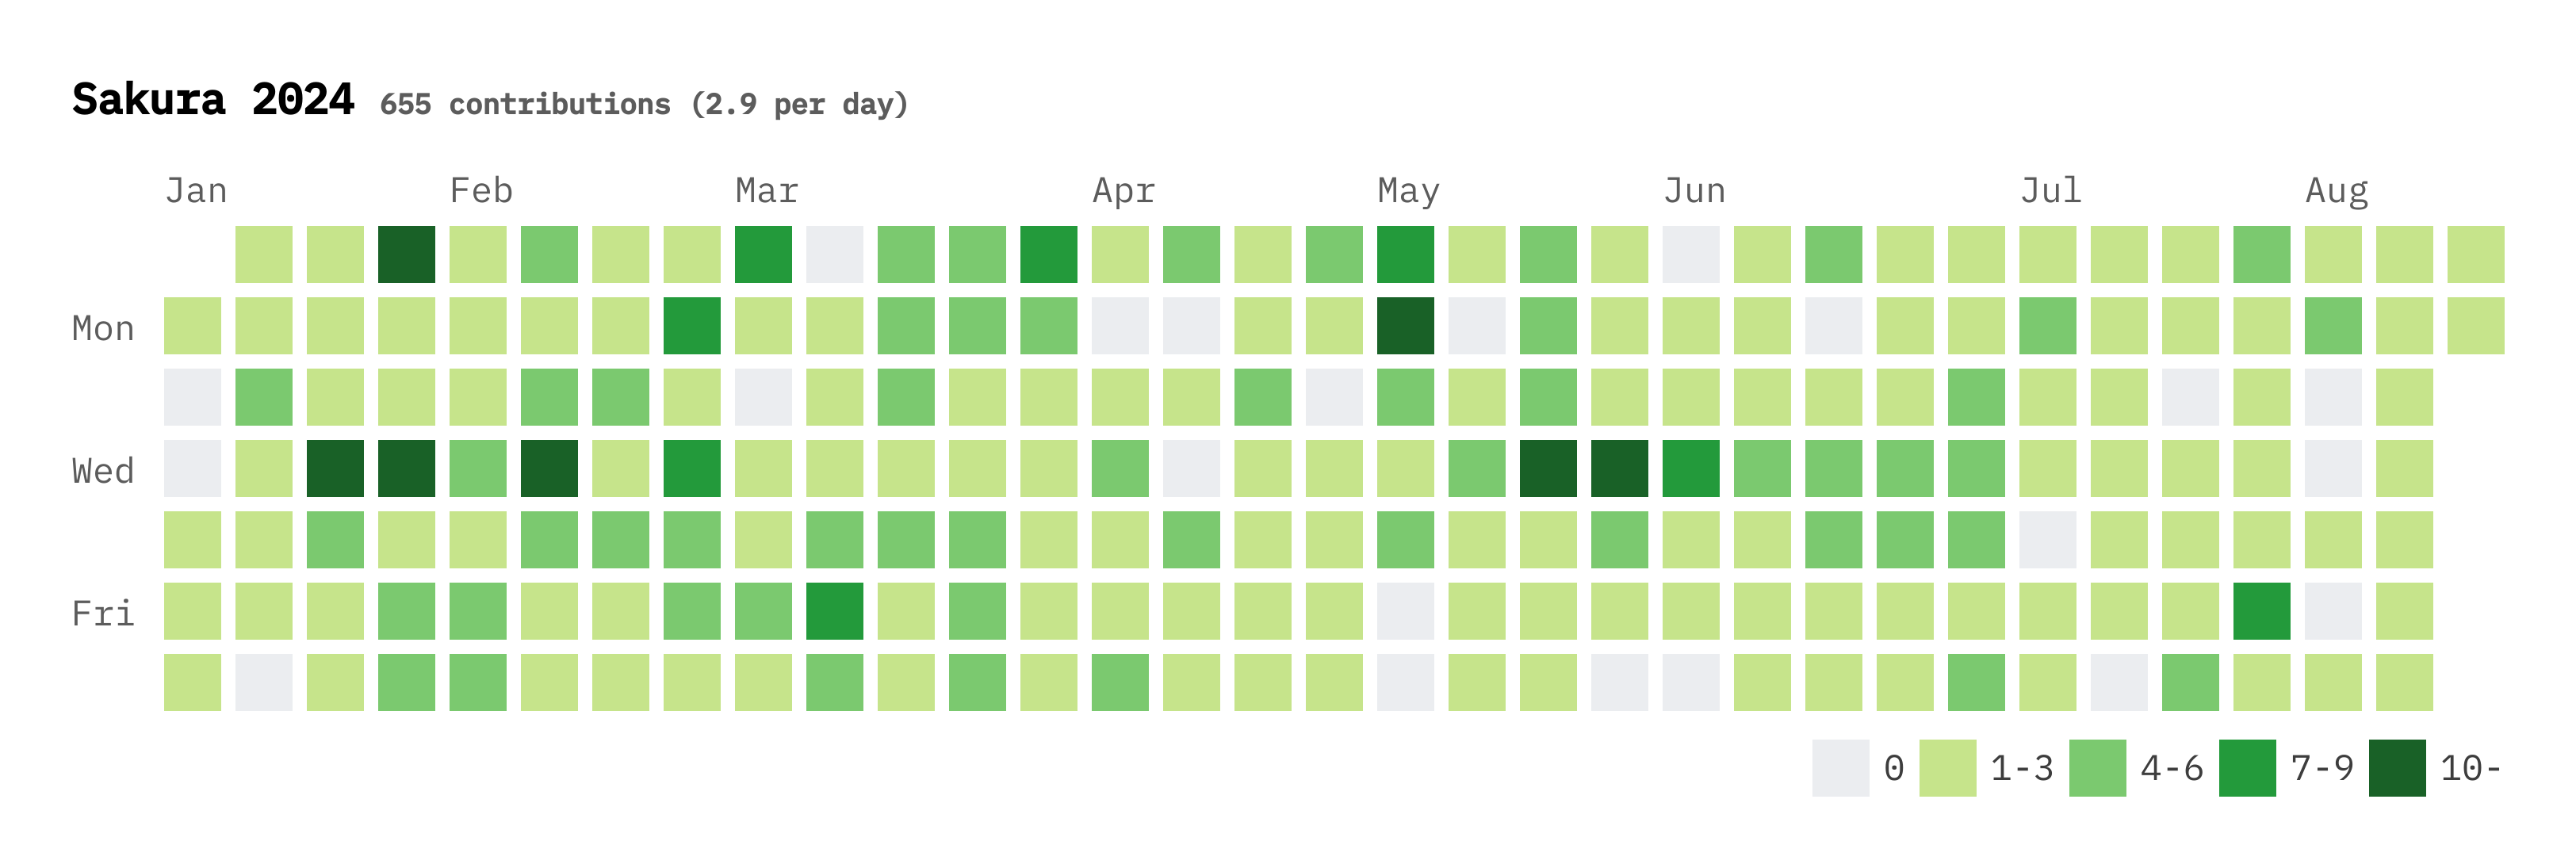 Sakura 2024 655 contributions (2.9 per day)
Jan Feb Mar Apr May Jun Jul Aug
Mon
Wed
Fri
0 1-3 4-6 7-9 10-